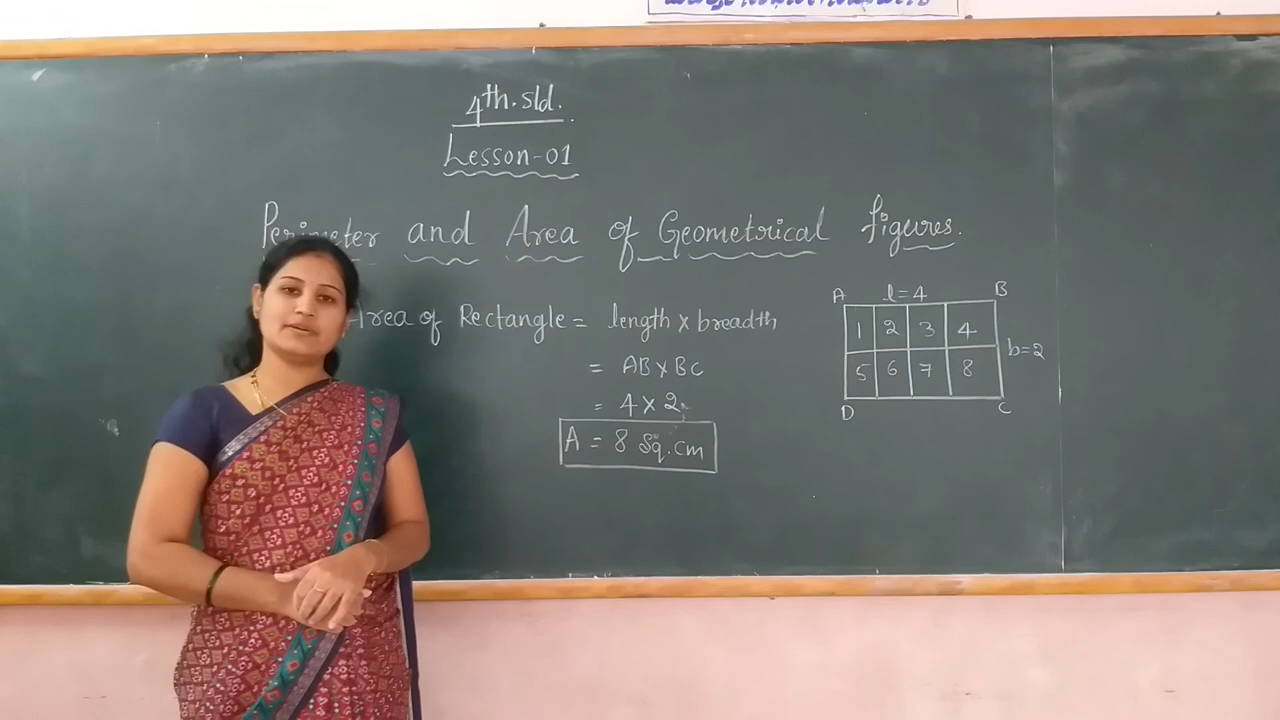 4th. std.
Lesson-01
Perimeter and Area of Geometrical figures.
Area of Rectangle = length × breadth
= AB × BC
= 4 × 2
A = 8 Sq.cm
A l=4 B
1 2 3 4
b=2
5 6 7 8
D C